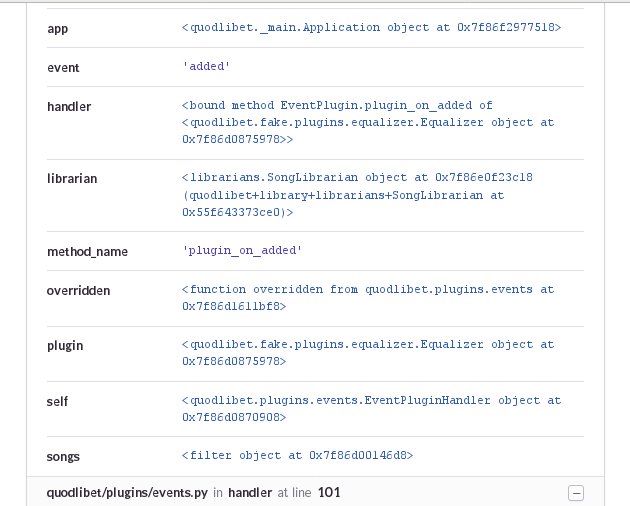 app <quodlibet._main.Application object at 0x7f86f2977518>
event 'added'
handler <bound method EventPlugin.plugin_on_added of
<quodlibet.fake.plugins.equalizer.Equalizer object at
0x7f86d0875978>>
librarian <librarians.SongLibrarian object at 0x7f86e0f23c18
(quodlibet+library+librarians+SongLibrarian at
0x55f643373ce0)>
method_name 'plugin_on_added'
overridden <function overridden from quodlibet.plugins.events at
0x7f86d1611bf8>
plugin <quodlibet.fake.plugins.equalizer.Equalizer object at
0x7f86d0875978>
self <quodlibet.plugins.events.EventPluginHandler object at
0x7f86d0870908>
songs <filter object at 0x7f86d00146d8>
quodlibet/plugins/events.py in handler at line 101